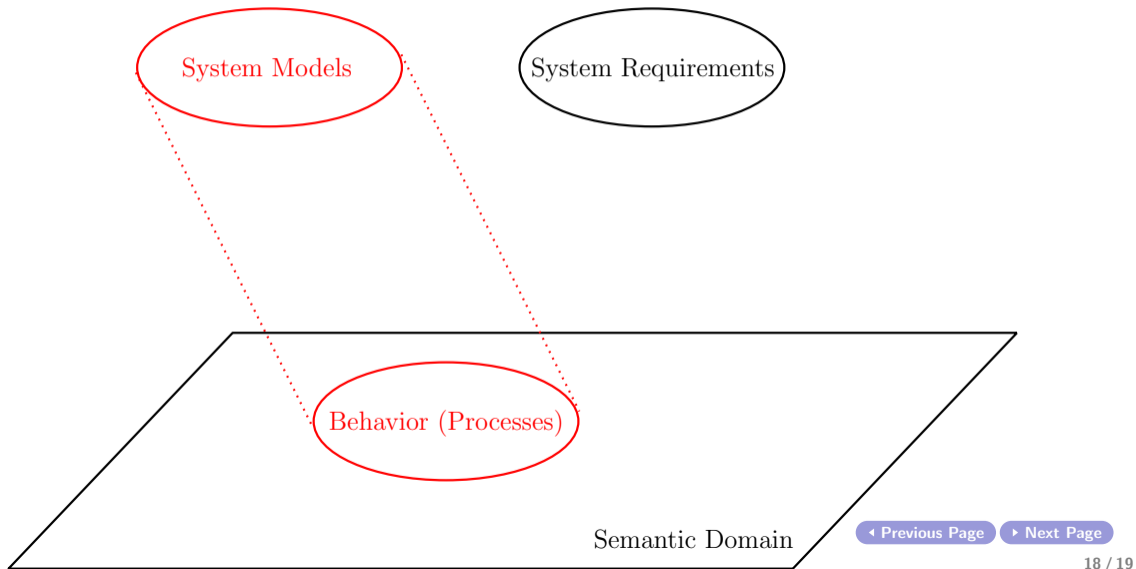 System Models
System Requirements
Behavior (Processes)
Semantic Domain
Previous Page
Next Page
18 / 19